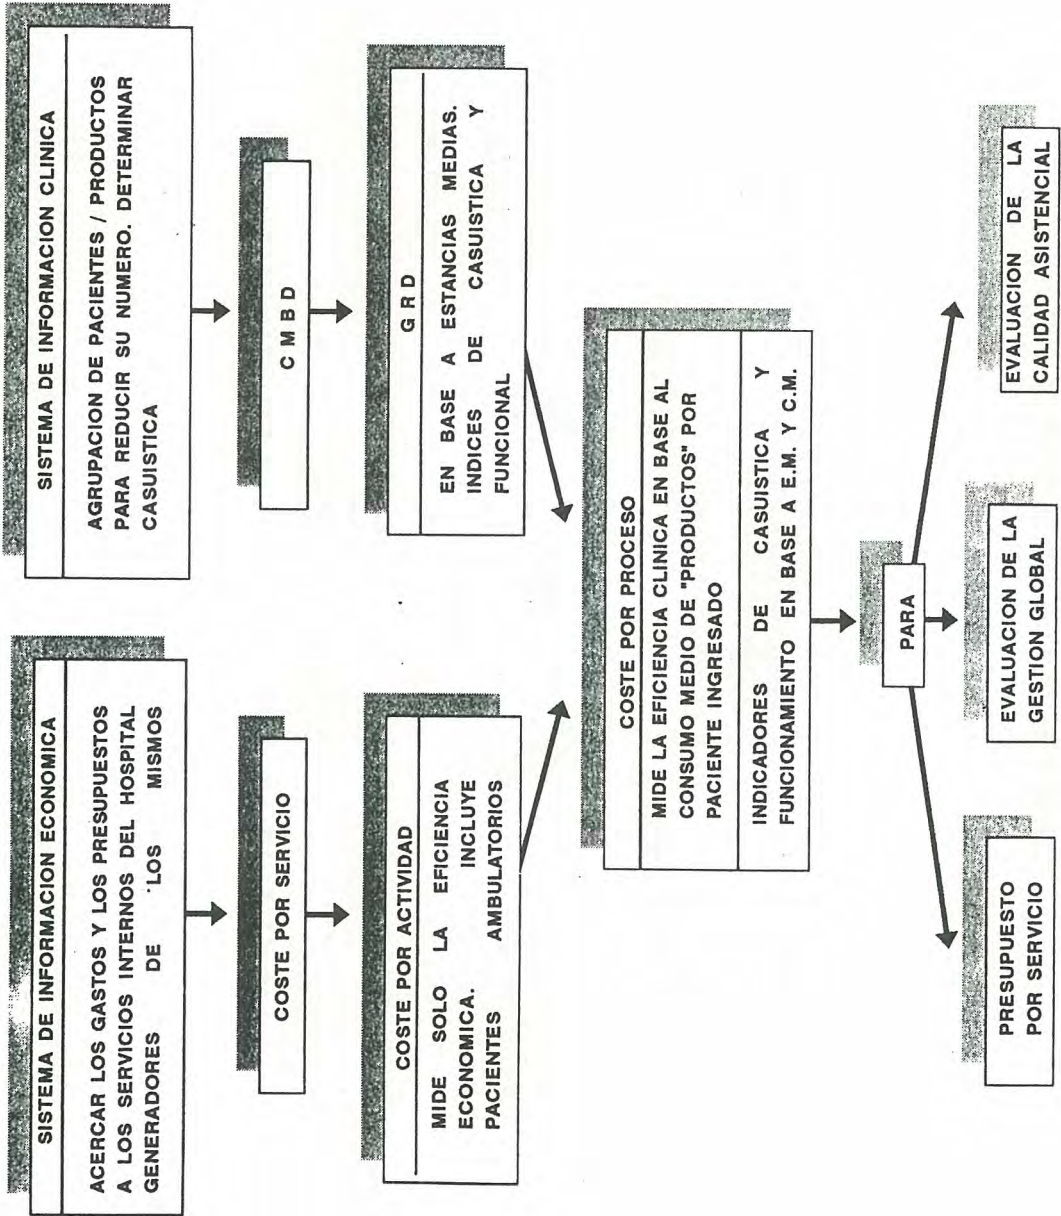 SISTEMA DE INFORMACION ECONOMICA
ACERCAR LOS GASTOS Y LOS PRESUPUESTOS
A LOS SERVICIOS INTERNOS DEL HOSPITAL
GENERADORES DE LOS MISMOS
COSTE POR SERVICIO
COSTE POR ACTIVIDAD
MIDE SOLO LA EFICIENCIA
ECONOMICA. INCLUYE
PACIENTES AMBULATORIOS
SISTEMA DE INFORMACION CLINICA
AGRUPACION DE PACIENTES / PRODUCTOS
PARA REDUCIR SU NUMERO. DETERMINAR
CASUISTICA
C M B D
G R D
EN BASE A ESTANCIAS MEDIAS.
INDICES DE CASUISTICA Y
FUNCIONAL
COSTE POR PROCESO
MIDE LA EFICIENCIA CLINICA EN BASE AL
CONSUMO MEDIO DE "PRODUCTOS" POR
PACIENTE INGRESADO
INDICADORES DE CASUISTICA Y
FUNCIONAMIENTO EN BASE A E.M. Y C.M.
PARA
PRESUPUESTO
POR SERVICIO
EVALUACION DE LA
GESTION GLOBAL
EVALUACION DE LA
CALIDAD ASISTENCIAL